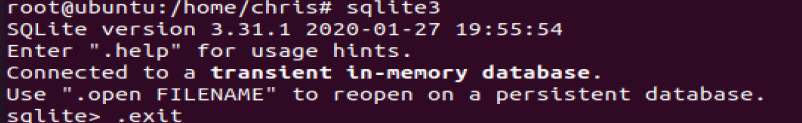 root@ubuntu:/home/chris# sqlite3
SQLite version 3.31.1 2020-01-27 19:55:54
Enter ".help" for usage hints.
Connected to a transient in-memory database.
Use ".open FILENAME" to reopen on a persistent database.
sqlite> .exit